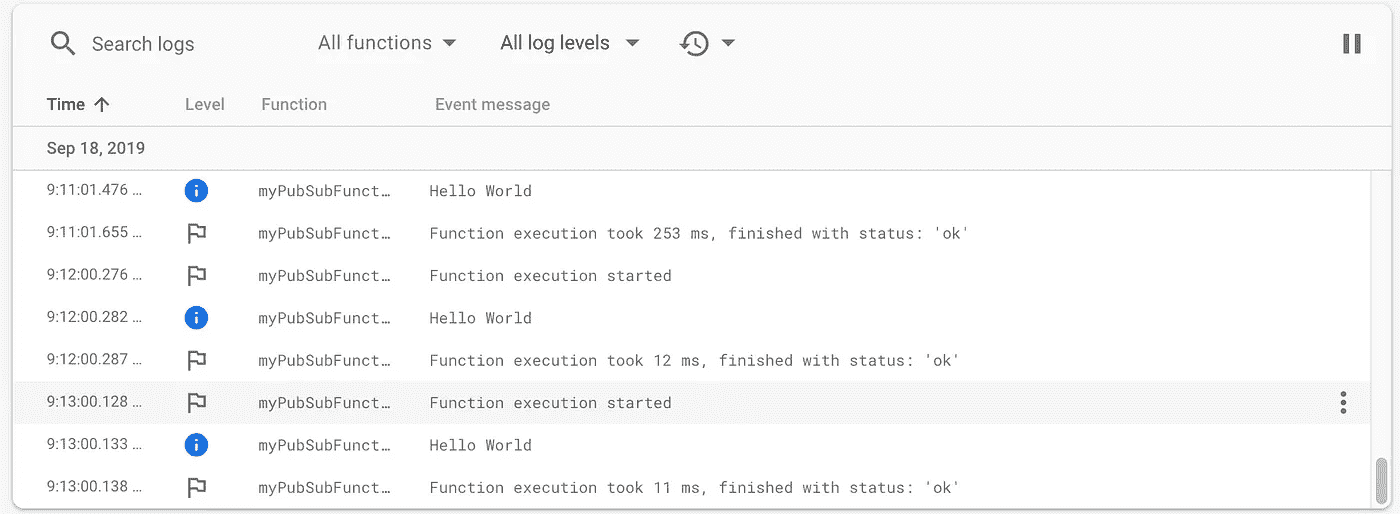 Search logs All functions All log levels
Time Level Function Event message
Sep 18, 2019
9:11:01.476 ... myPubSubFunct... Hello World
9:11:01.655 ... myPubSubFunct... Function execution took 253 ms, finished with status: 'ok'
9:12:00.276 ... myPubSubFunct... Function execution started
9:12:00.282 ... myPubSubFunct... Hello World
9:12:00.287 ... myPubSubFunct... Function execution took 12 ms, finished with status: 'ok'
9:13:00.128 ... myPubSubFunct... Function execution started
9:13:00.133 ... myPubSubFunct... Hello World
9:13:00.138 ... myPubSubFunct... Function execution took 11 ms, finished with status: 'ok'